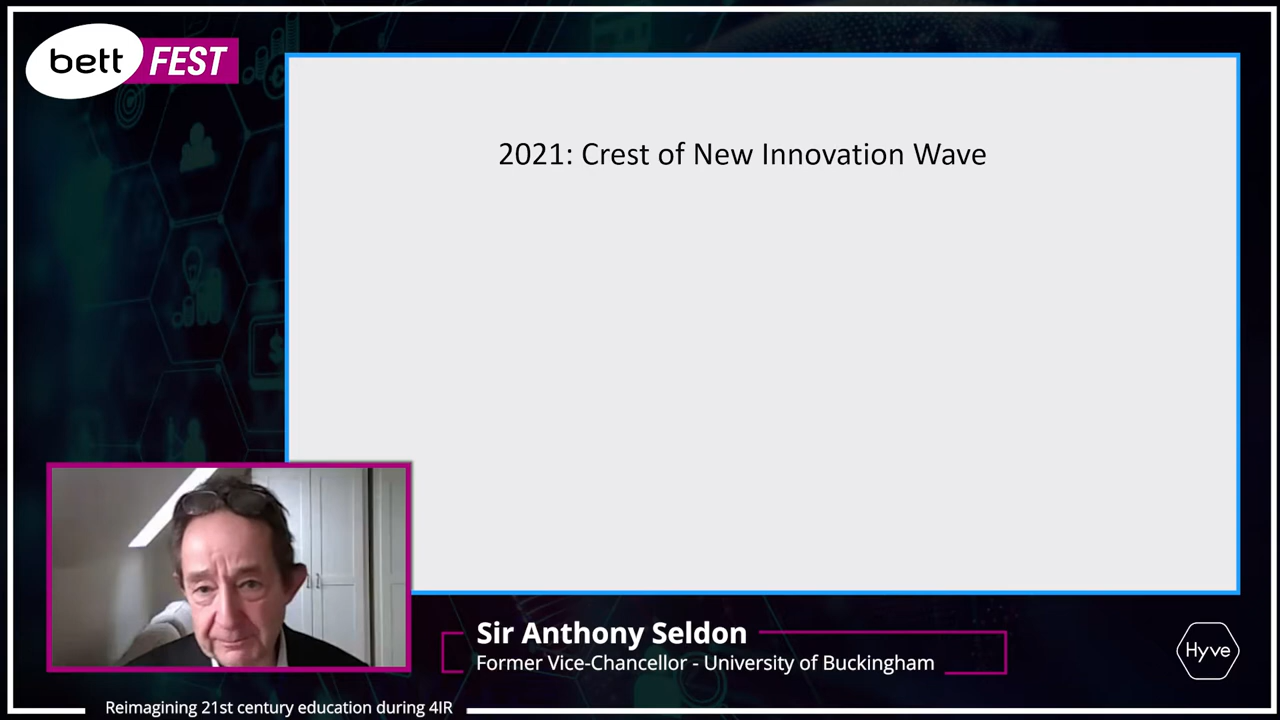 bett FEST
2021: Crest of New Innovation Wave
Sir Anthony Seldon
Former Vice-Chancellor - University of Buckingham
Hyve
Reimagining 21st century education during 4IR